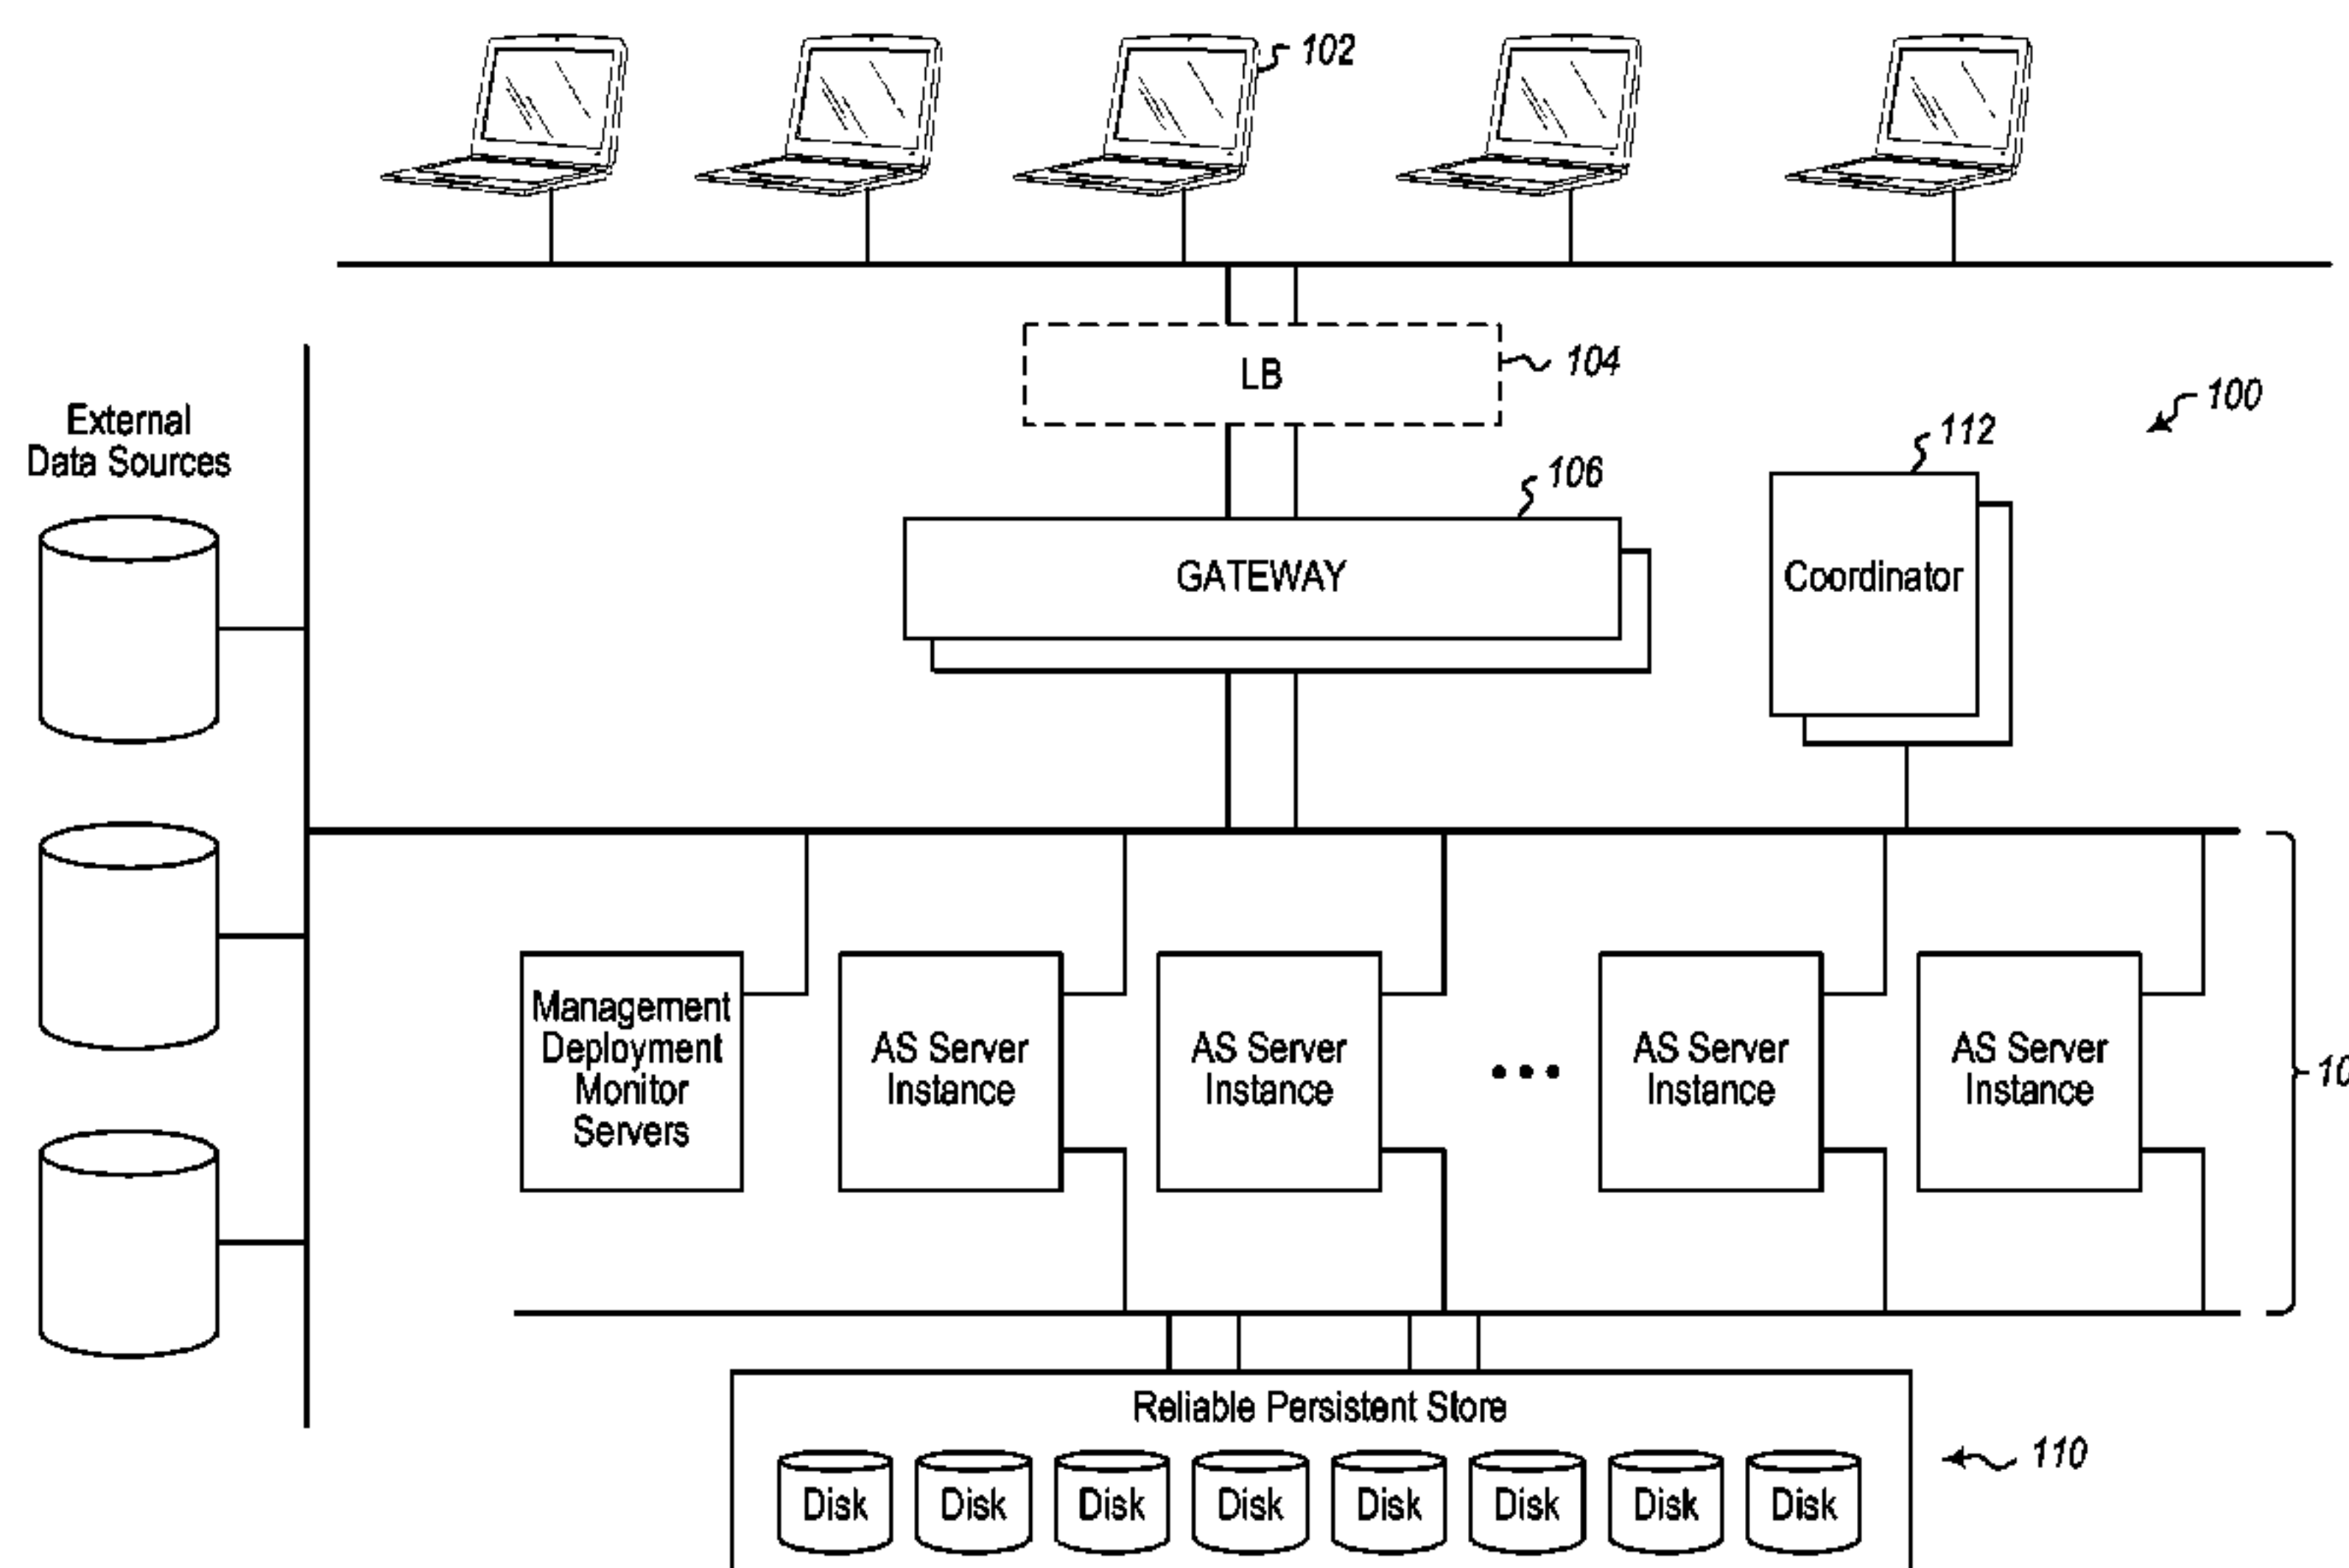 102
LB
104
100
External
Data Sources
112
106
GATEWAY
Coordinator
Management
Deployment
Monitor
Servers
AS Server
Instance
AS Server
Instance
•••
AS Server
Instance
AS Server
Instance
Reliable Persistent Store
110
Disk
Disk
Disk
Disk
Disk
Disk
Disk
Disk